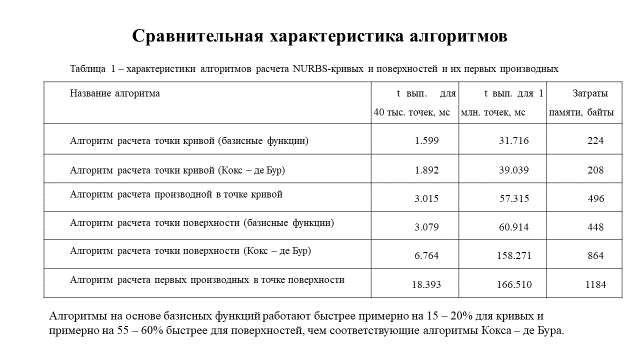 Сравнительная характеристика алгоритмов
Таблица 1 – характеристики алгоритмов расчета NURBS-кривых и поверхностей и их первых производных
Название алгоритма t вып. для 40 тыс. точек, мс t вып. для 1 млн. точек, мс Затраты памяти, байты
Алгоритм расчета точки кривой (базисные функции) 1.599 31.716 224
Алгоритм расчета точки кривой (Кокс – де Бур) 1.892 39.039 208
Алгоритм расчета производной в точке кривой 3.015 57.315 496
Алгоритм расчета точки поверхности (базисные функции) 3.079 60.914 448
Алгоритм расчета точки поверхности (Кокс – де Бур) 6.764 158.271 864
Алгоритм расчета первых производных в точке поверхности 18.393 166.510 1184
Алгоритмы на основе базисных функций работают быстрее примерно на 15 – 20% для кривых и
примерно на 55 – 60% быстрее для поверхностей, чем соответствующие алгоритмы Кокса – де Бура.